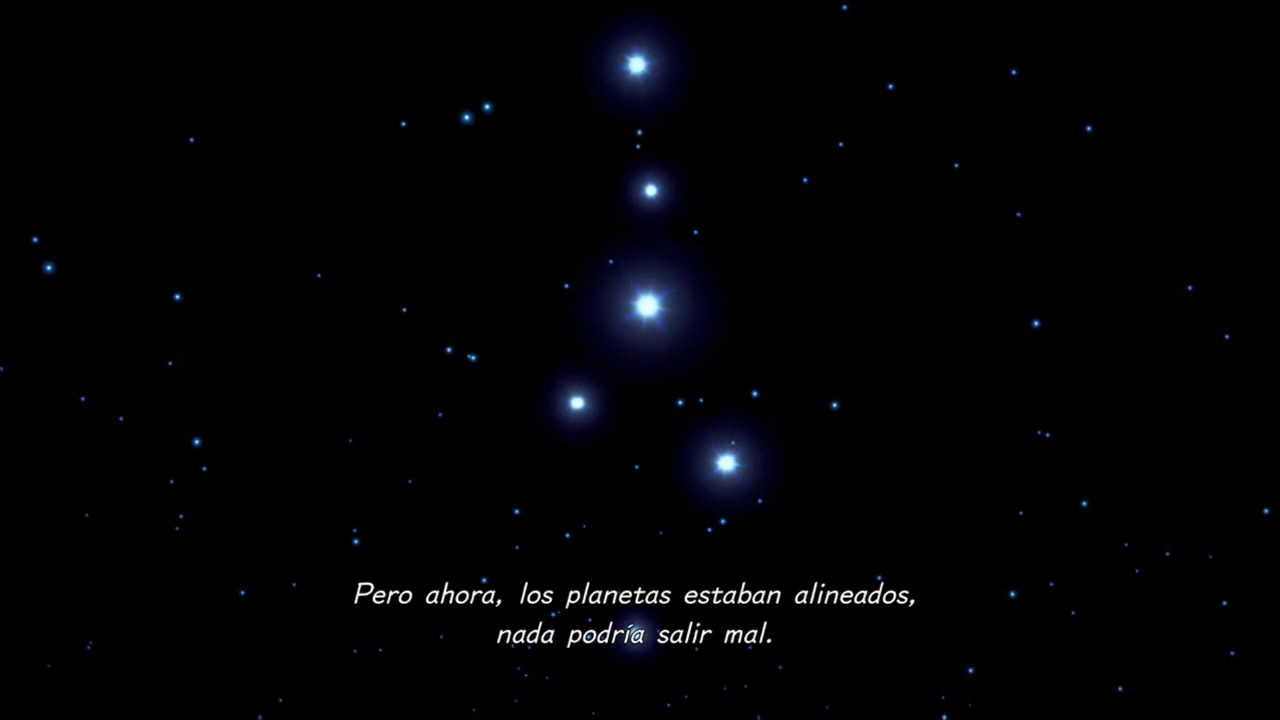 Pero ahora, los planetas estaban alineados,
nada podría salir mal.